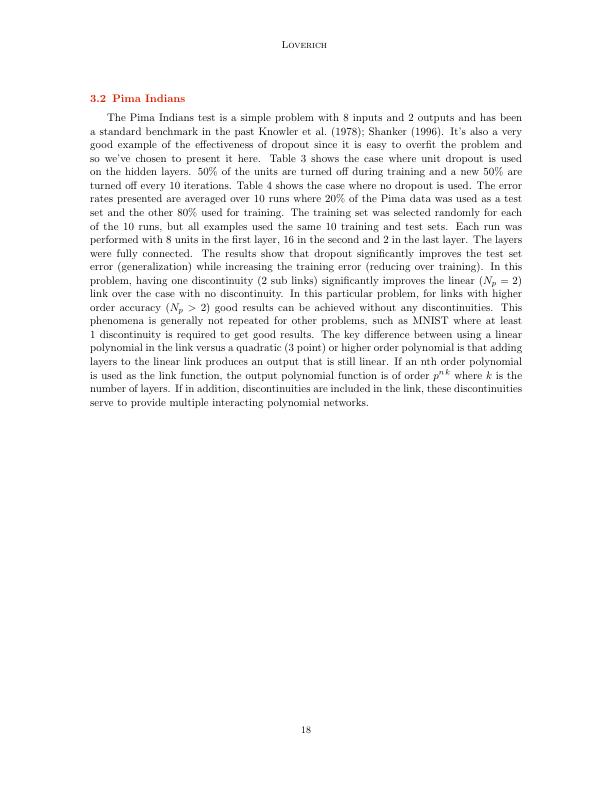 Loverich
3.2 Pima Indians
The Pima Indians test is a simple problem with 8 inputs and 2 outputs and has been
a standard benchmark in the past Knowler et al. (1978); Shanker (1996). It's also a very
good example of the effectiveness of dropout since it is easy to overfit the problem and
so we've chosen to present it here. Table 3 shows the case where unit dropout is used
on the hidden layers. 50% of the units are turned off during training and a new 50% are
turned off every 10 iterations. Table 4 shows the case where no dropout is used. The error
rates presented are averaged over 10 runs where 20% of the Pima data was used as a test
set and the other 80% used for training. The training set was selected randomly for each
of the 10 runs, but all examples used the same 10 training and test sets. Each run was
performed with 8 units in the first layer, 16 in the second and 2 in the last layer. The layers
were fully connected. The results show that dropout significantly improves the test set
error (generalization) while increasing the training error (reducing over training). In this
problem, having one discontinuity (2 sub links) significantly improves the linear (N_p = 2)
link over the case with no discontinuity. In this particular problem, for links with higher
order accuracy (N_p > 2) good results can be achieved without any discontinuities. This
phenomena is generally not repeated for other problems, such as MNIST where at least
1 discontinuity is required to get good results. The key difference between using a linear
polynomial in the link versus a quadratic (3 point) or higher order polynomial is that adding
layers to the linear link produces an output that is still linear. If an nth order polynomial
is used as the link function, the output polynomial function is of order p^{n^k} where k is the
number of layers. If in addition, discontinuities are included in the link, these discontinuities
serve to provide multiple interacting polynomial networks.
18